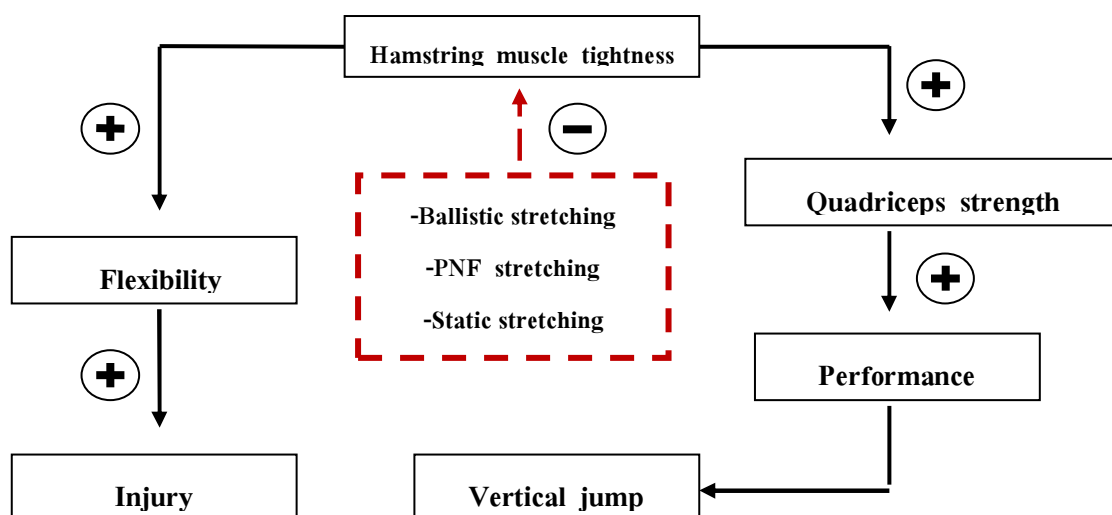 Hamstring muscle tightness
+
+
−
-Ballistic stretching
-PNF stretching
-Static stretching
Quadriceps strength
Flexibility
+
+
Performance
Injury
Vertical jump